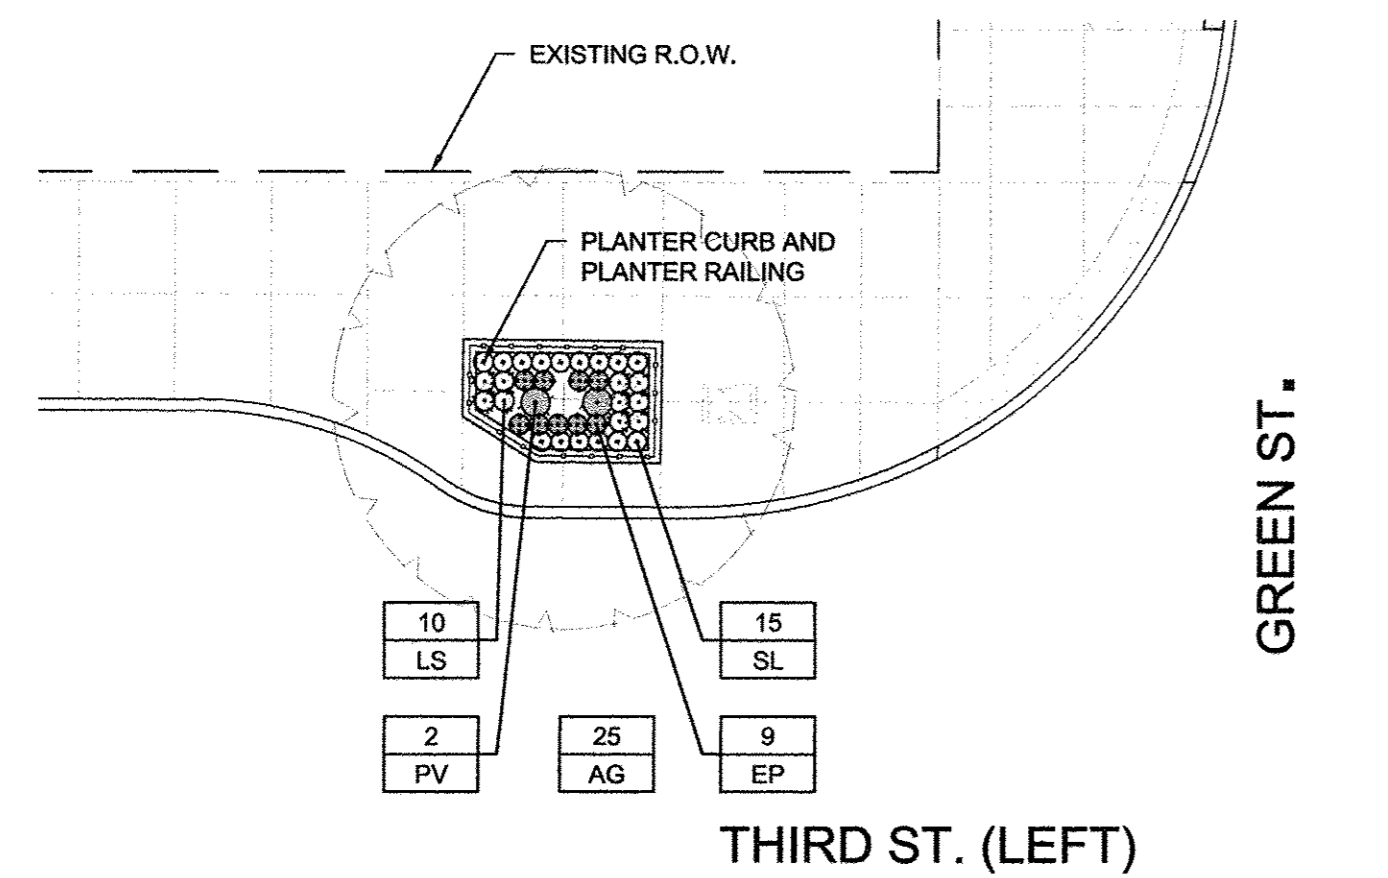 EXISTING R.O.W.
PLANTER CURB AND
PLANTER RAILING
GREEN ST.
10
LS
15
SL
2
PV
25
AG
9
EP
THIRD ST. (LEFT)